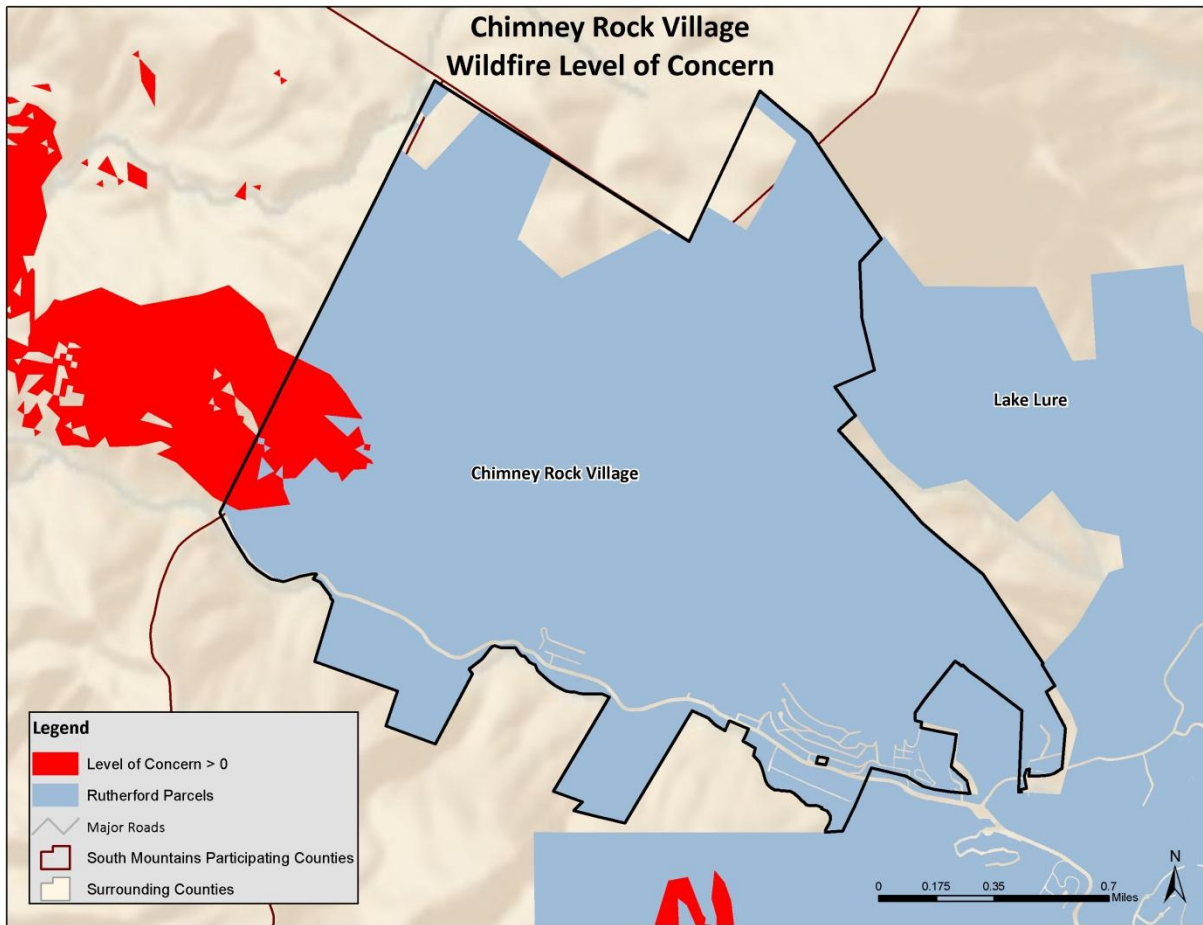 Chimney Rock Village
Wildfire Level of Concern
Lake Lure
Chimney Rock Village
Legend
Level of Concern > 0
Rutherford Parcels
Major Roads
South Mountains Participating Counties
Surrounding Counties
N
0 0.175 0.35 0.7
Miles